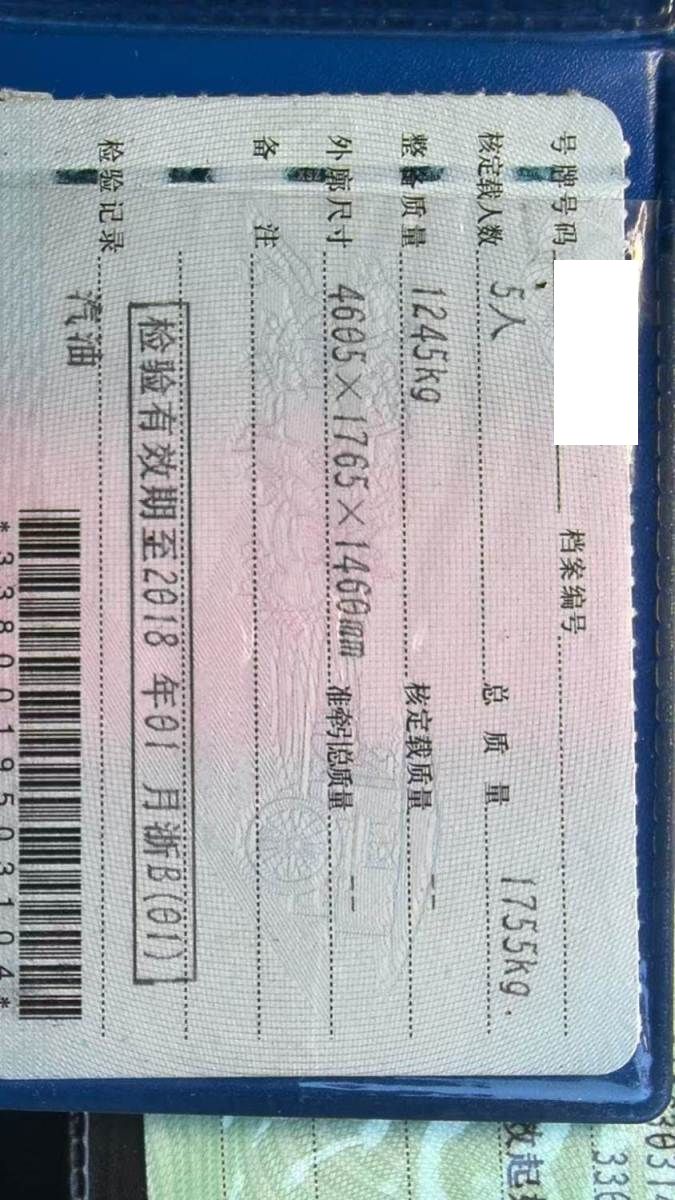 号牌号码 档案编号
核定载人数 5人 总质量 1755kg.
整备质量 1245kg 核定载质量 --
外廓尺寸 4605×1765×1460mm 准牵引总质量 --
备注
[检验有效期至2018年01月浙B(01)]
检验记录
汽油
*3380019503104*
效起